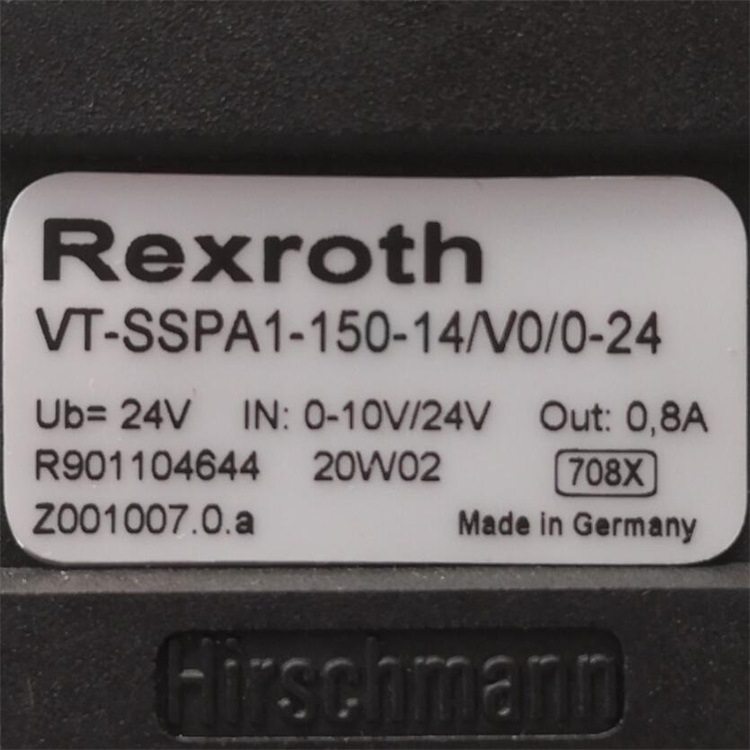 Rexroth
VT-SSPA1-150-14/V0/0-24
Ub= 24V IN: 0-10V/24V Out: 0,8A
R901104644 20W02 708X
Z001007.0.a Made in Germany
Hirschmann